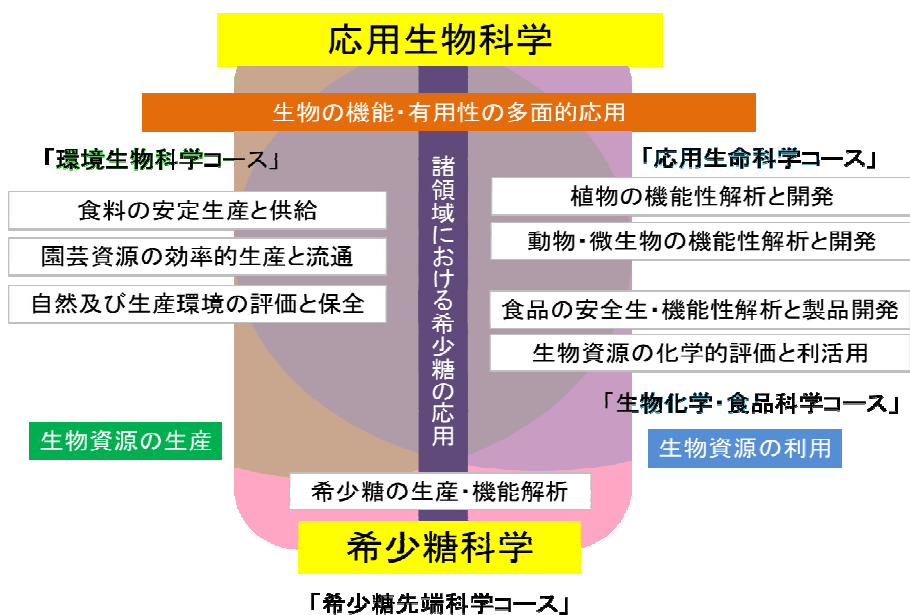 応用生物科学
生物の機能・有用性の多面的応用
「環境生物科学コース」
食料の安定生産と供給
園芸資源の効率的生産と流通
自然及び生産環境の評価と保全
生物資源の生産
諸領域における希少糖の応用
「応用生命科学コース」
植物の機能性解析と開発
動物・微生物の機能性解析と開発
食品の安全生・機能性解析と製品開発
生物資源の化学的評価と利活用
「生物化学・食品科学コース」
生物資源の利用
希少糖の生産・機能解析
希少糖科学
「希少糖先端科学コース」